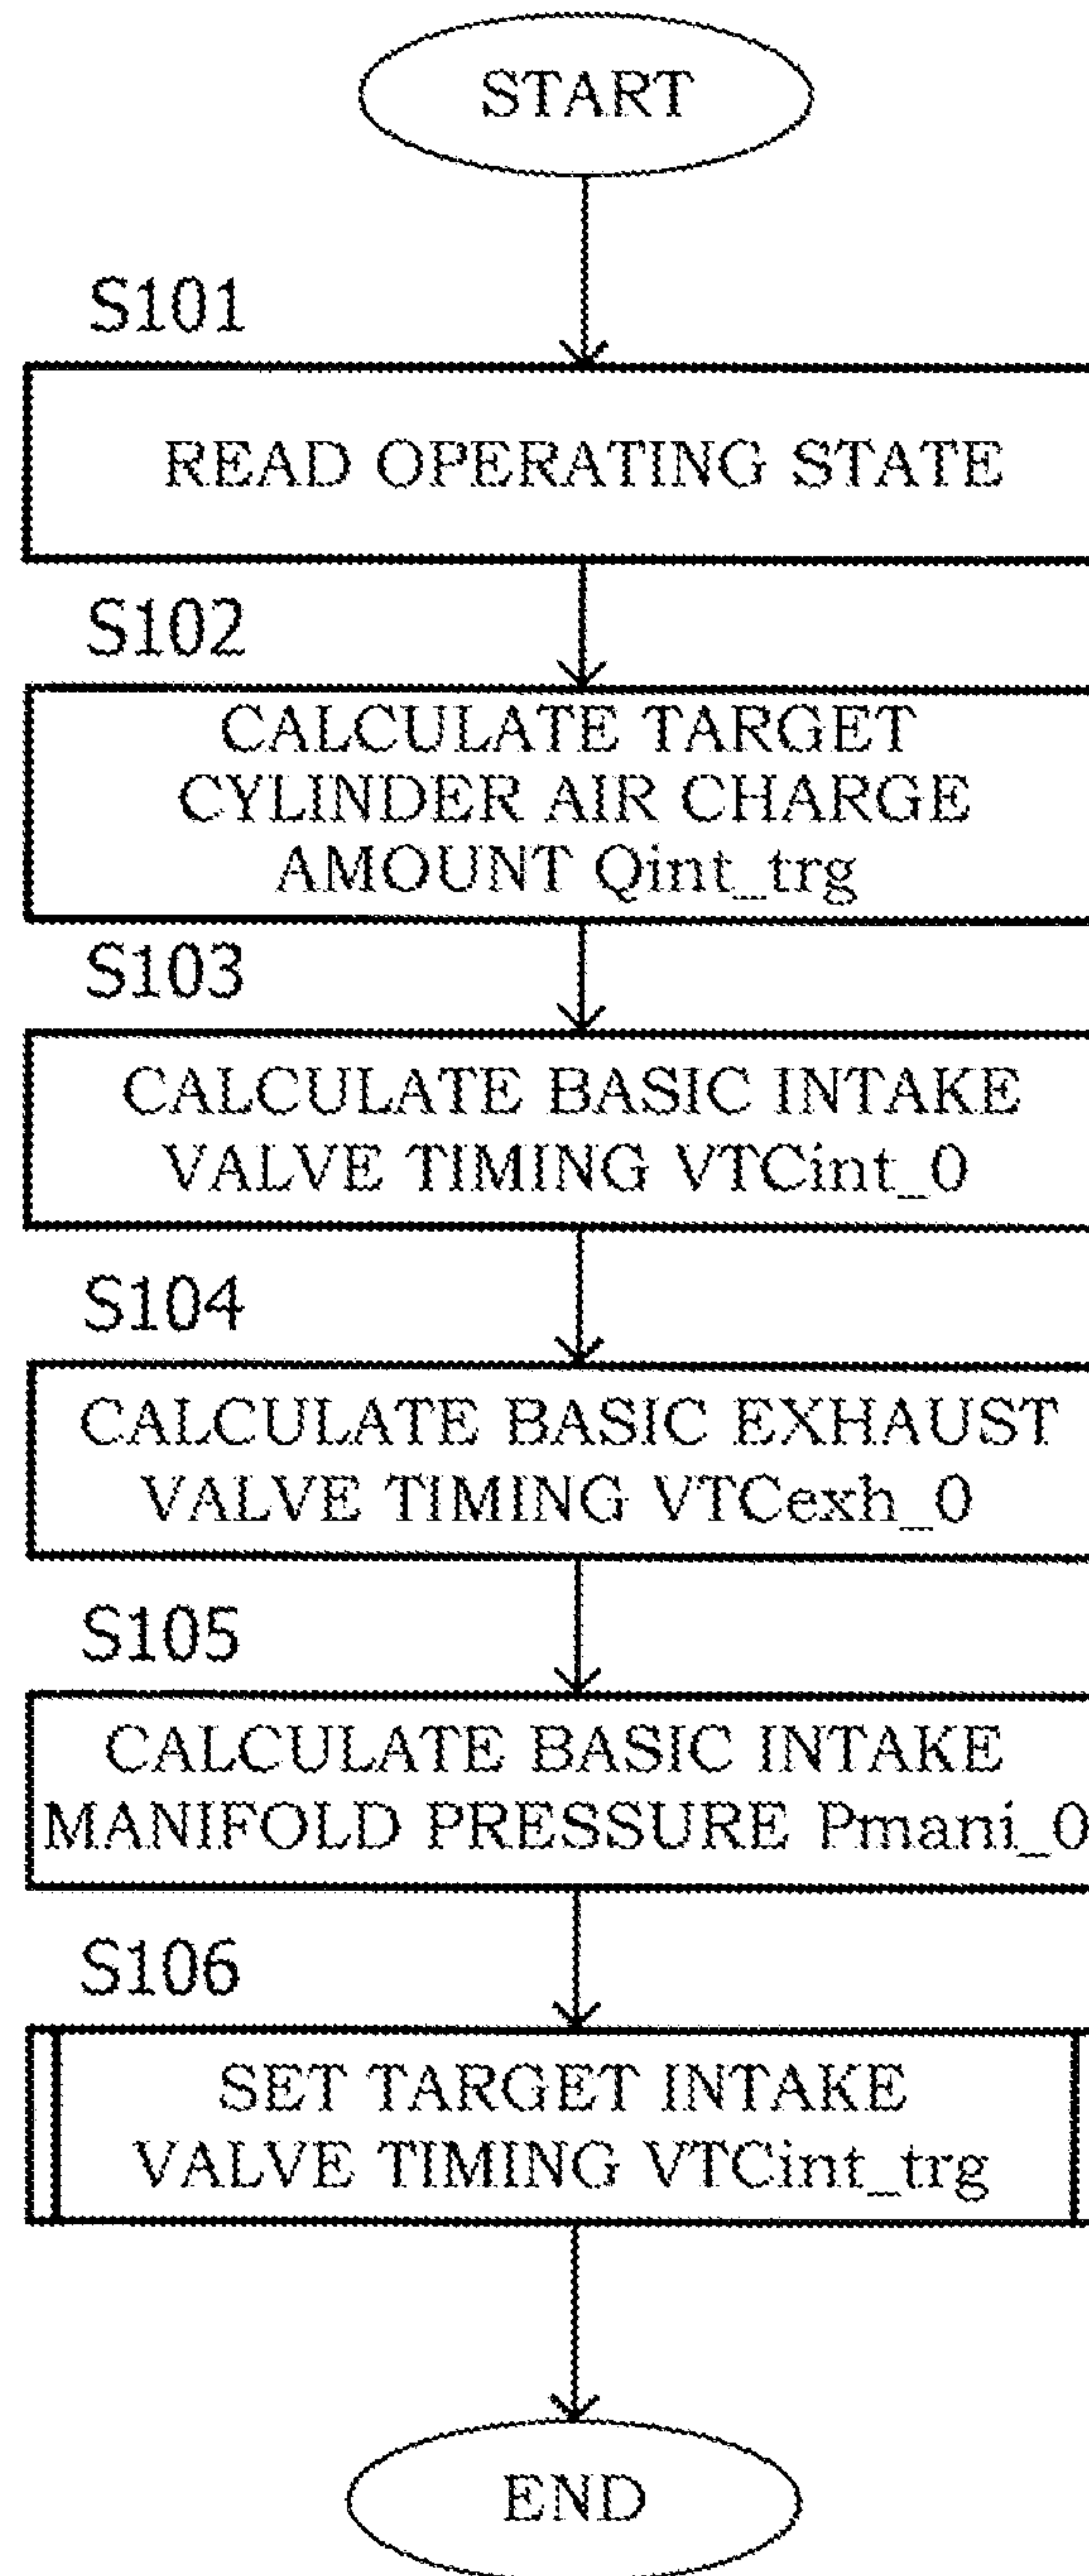 START
S101
READ OPERATING STATE
S102
CALCULATE TARGET
CYLINDER AIR CHARGE
AMOUNT Qint_trg
S103
CALCULATE BASIC INTAKE
VALVE TIMING VTCint_0
S104
CALCULATE BASIC EXHAUST
VALVE TIMING VTCexh_0
S105
CALCULATE BASIC INTAKE
MANIFOLD PRESSURE Pmani_0
S106
SET TARGET INTAKE
VALVE TIMING VTCint_trg
END